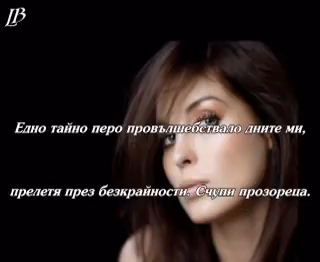 LB
Едно тайно перо провълшебствало дните ми,
прелетя през безкрайности. Счупи прозореца.